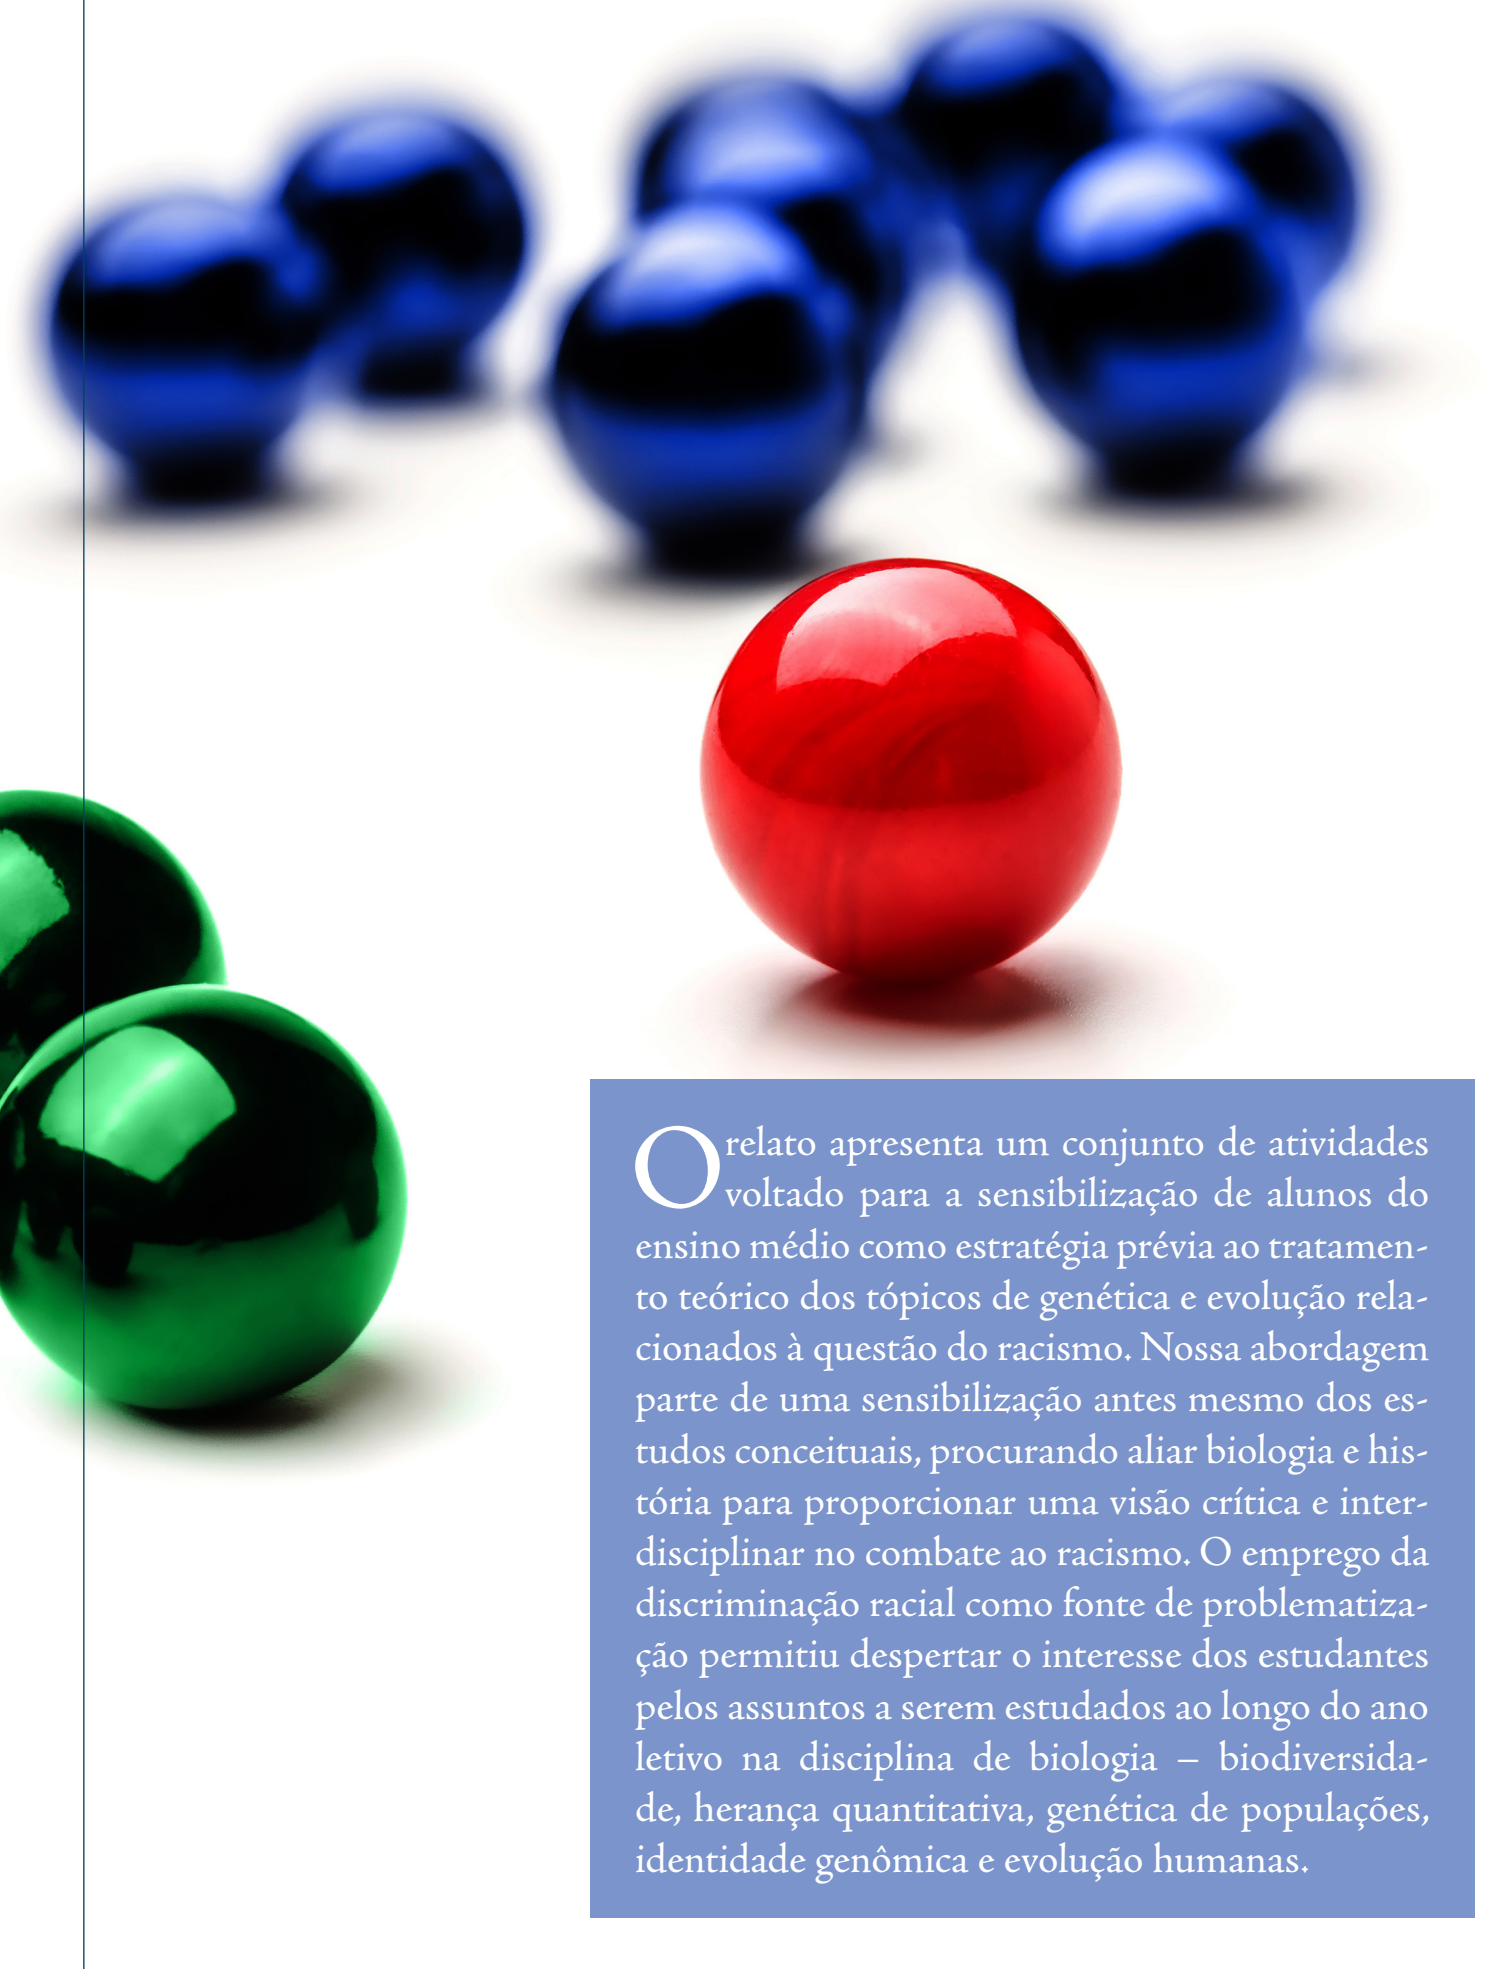 O relato apresenta um conjunto de atividades
voltado para a sensibilização de alunos do
ensino médio como estratégia prévia ao tratamen-
to teórico dos tópicos de genética e evolução rela-
cionados à questão do racismo. Nossa abordagem
parte de uma sensibilização antes mesmo dos es-
tudos conceituais, procurando aliar biologia e his-
tória para proporcionar uma visão crítica e inter-
disciplinar no combate ao racismo. O emprego da
discriminação racial como fonte de problematiza-
ção permitiu despertar o interesse dos estudantes
pelos assuntos a serem estudados ao longo do ano
letivo na disciplina de biologia – biodiversida-
de, herança quantitativa, genética de populações,
identidade genômica e evolução humanas.